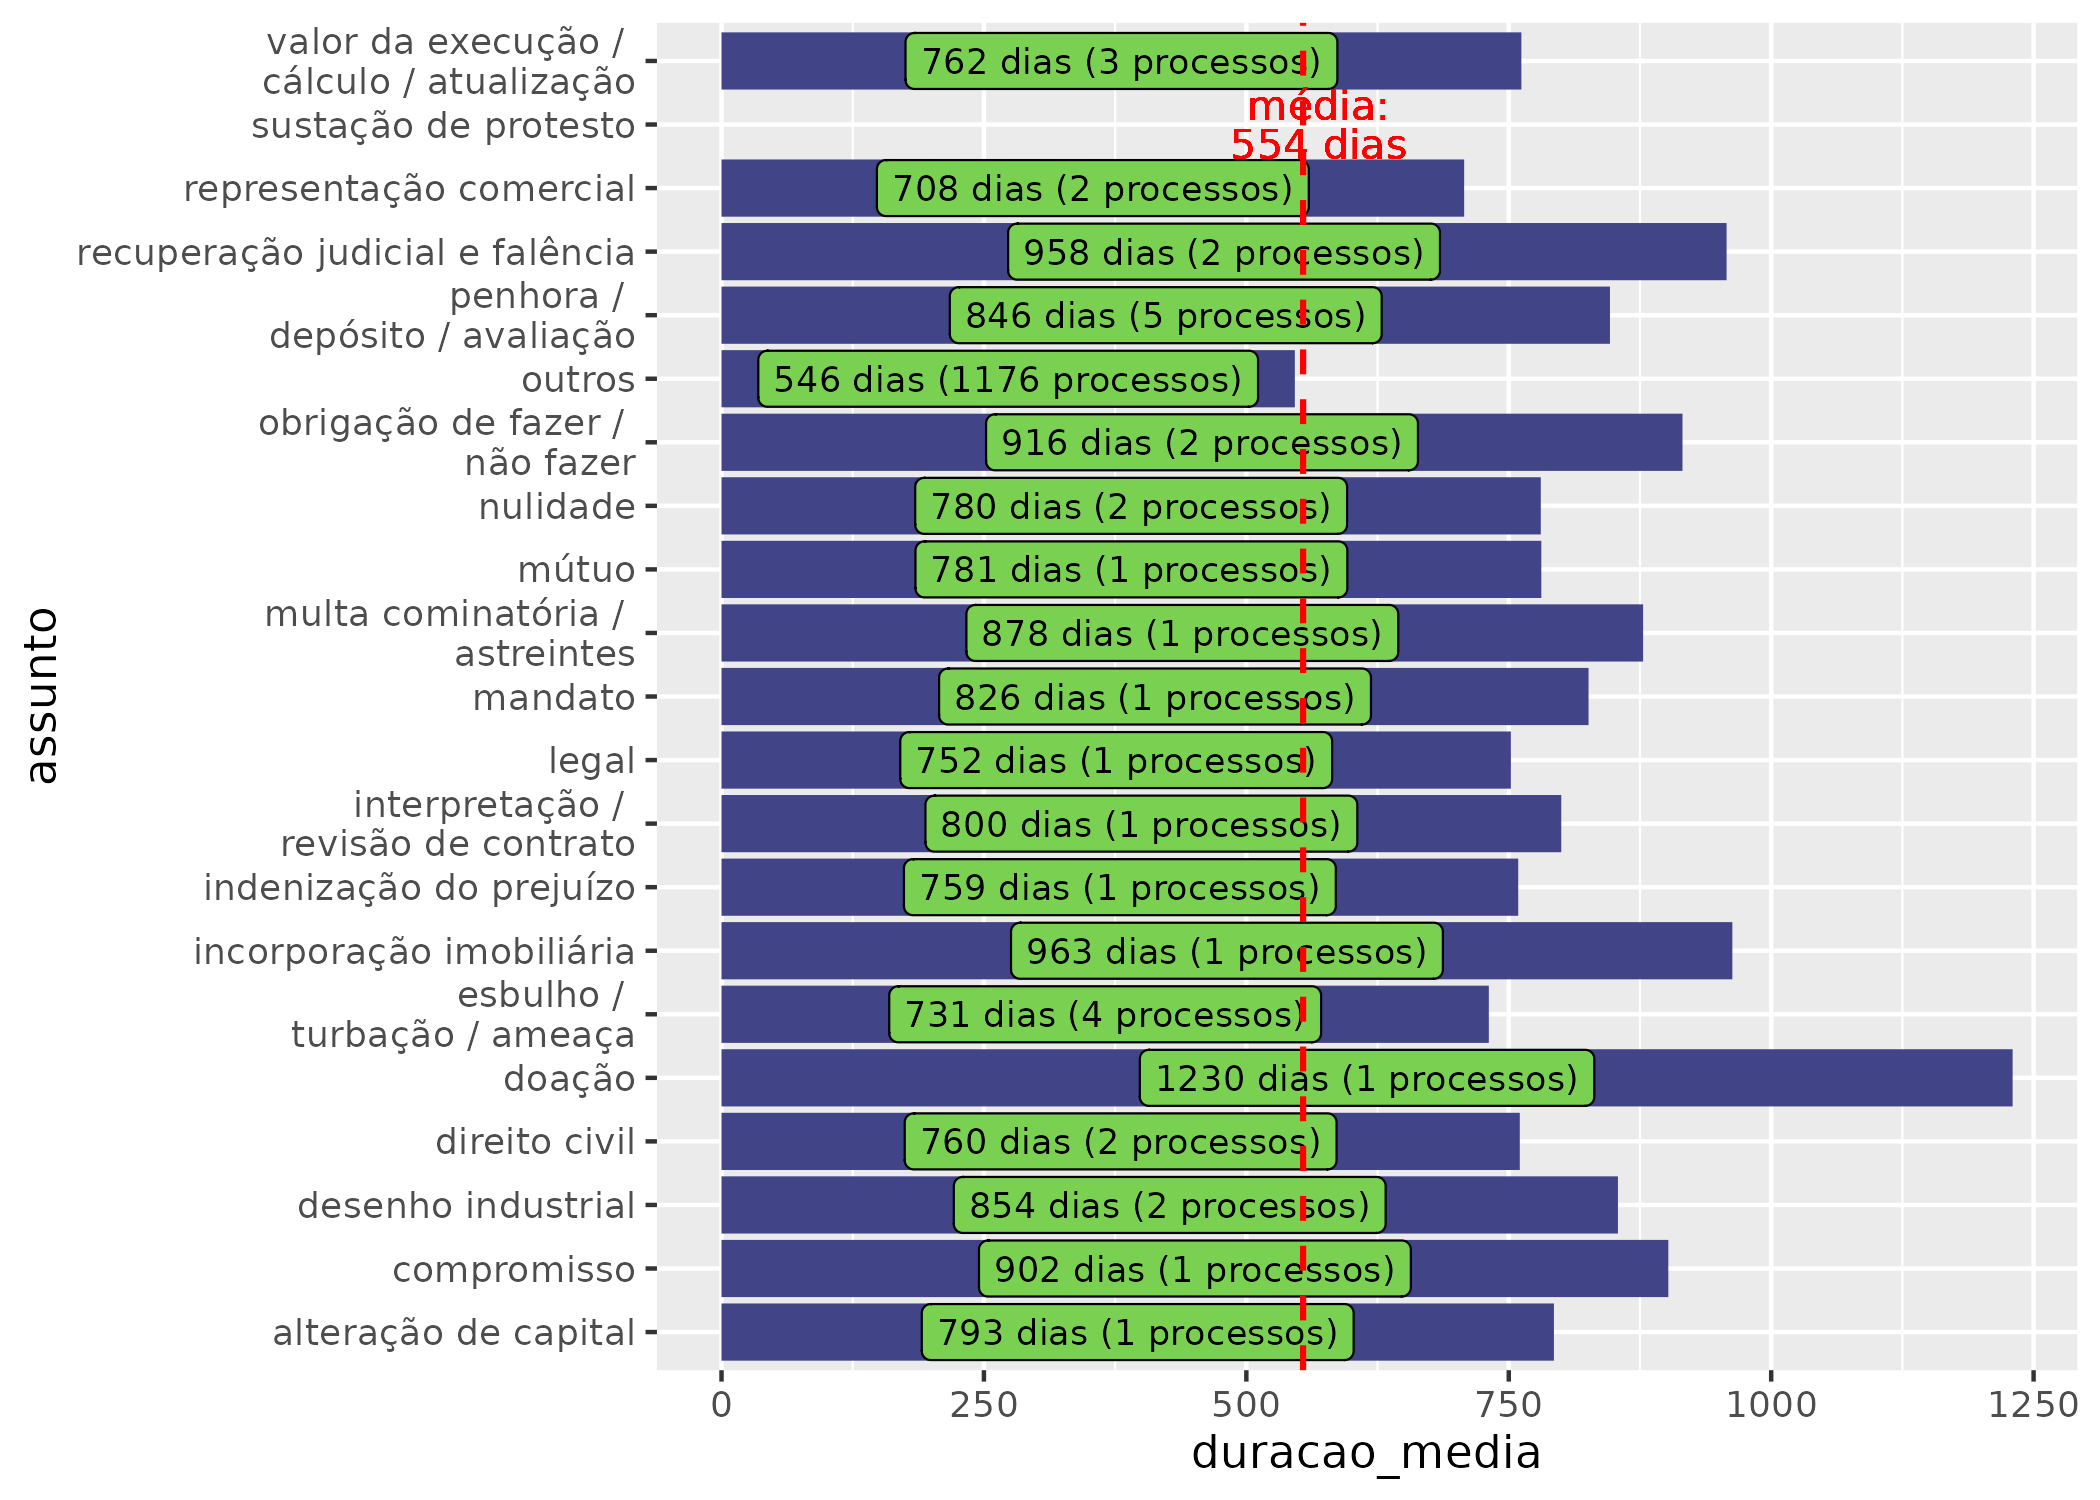 valor da execução /
cálculo / atualização
762 dias (3 processos)
sustação de protesto
média:
554 dias
representação comercial
708 dias (2 processos)
recuperação judicial e falência
958 dias (2 processos)
penhora /
depósito / avaliação
846 dias (5 processos)
outros
546 dias (1176 processos)
obrigação de fazer /
não fazer
916 dias (2 processos)
nulidade
780 dias (2 processos)
mútuo
781 dias (1 processos)
multa cominatória /
astreintes
878 dias (1 processos)
mandato
826 dias (1 processos)
legal
752 dias (1 processos)
interpretação /
revisão de contrato
800 dias (1 processos)
indenização do prejuízo
759 dias (1 processos)
incorporação imobiliária
963 dias (1 processos)
esbulho /
turbação / ameaça
731 dias (4 processos)
doação
1230 dias (1 processos)
direito civil
760 dias (2 processos)
desenho industrial
854 dias (2 processos)
compromisso
902 dias (1 processos)
alteração de capital
793 dias (1 processos)
assunto
0 250 500 750 1000 1250
duracao_media